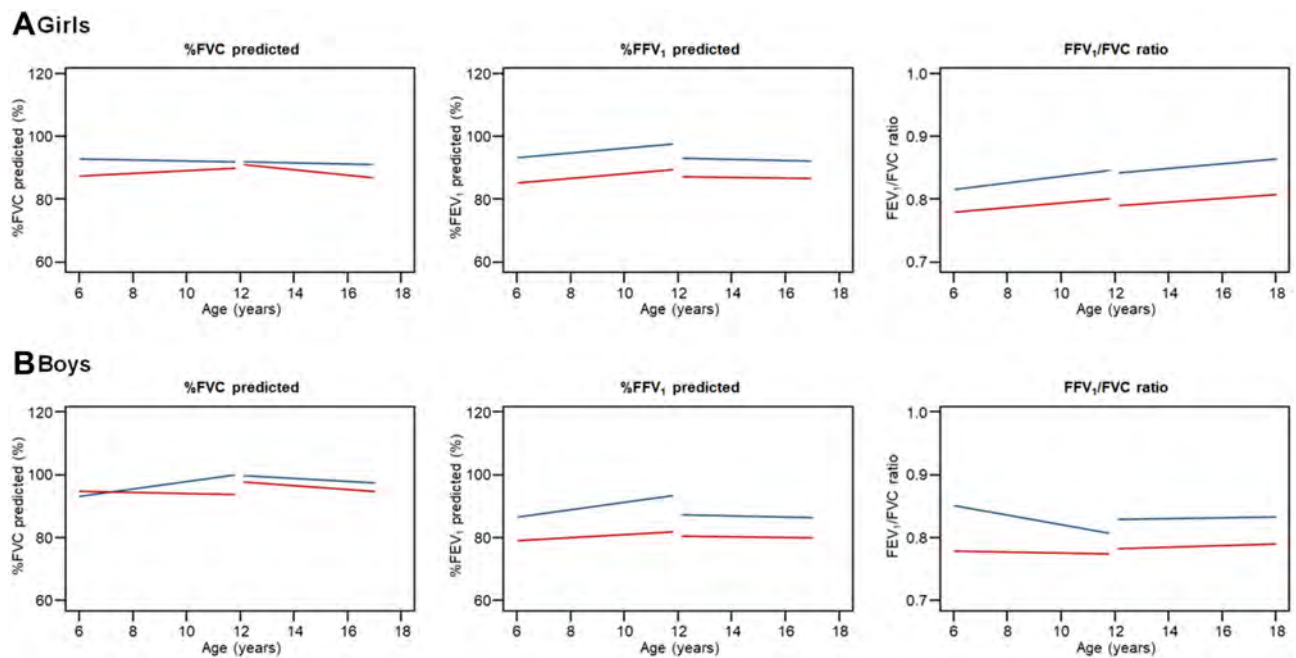 A Girls
%FVC predicted
%FVC predicted (%)
120
100
80
60
6 8 10 12 14 16 18
Age (years)
%FFV₁ predicted
%FEV₁ predicted (%)
120
100
80
60
6 8 10 12 14 16 18
Age (years)
FFV₁/FVC ratio
FEV₁/FVC ratio
1.0
0.9
0.8
0.7
6 8 10 12 14 16 18
Age (years)
B Boys
%FVC predicted
%FVC predicted (%)
120
100
80
60
6 8 10 12 14 16 18
Age (years)
%FFV₁ predicted
%FEV₁ predicted (%)
120
100
80
60
6 8 10 12 14 16 18
Age (years)
FFV₁/FVC ratio
FEV₁/FVC ratio
1.0
0.9
0.8
0.7
6 8 10 12 14 16 18
Age (years)